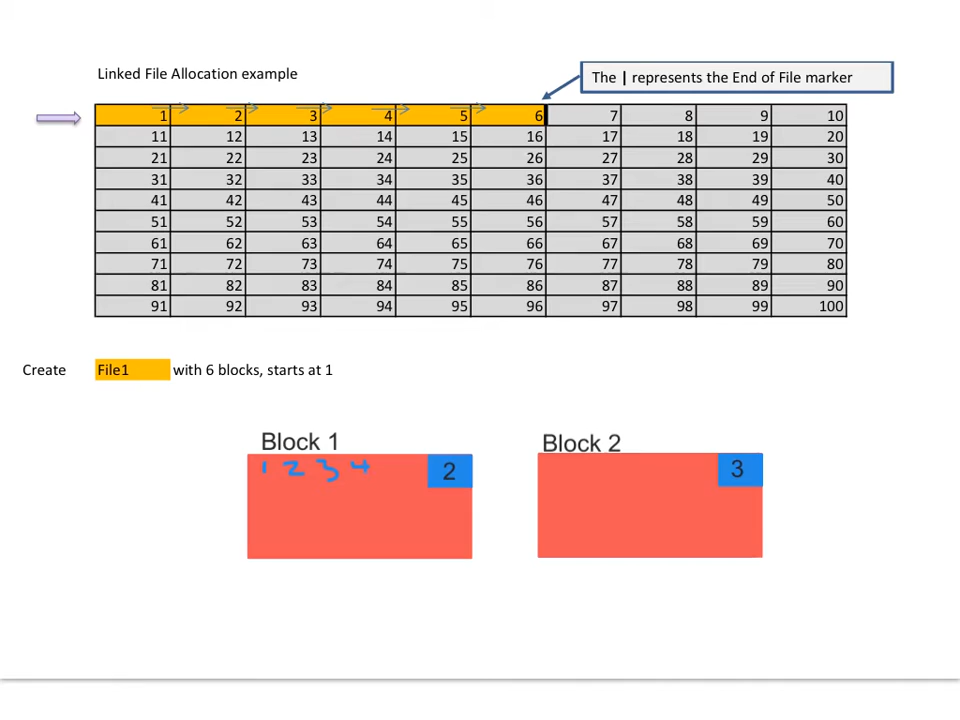 Linked File Allocation example
The | represents the End of File marker
1 2 3 4 5 6 7 8 9 10
11 12 13 14 15 16 17 18 19 20
21 22 23 24 25 26 27 28 29 30
31 32 33 34 35 36 37 38 39 40
41 42 43 44 45 46 47 48 49 50
51 52 53 54 55 56 57 58 59 60
61 62 63 64 65 66 67 68 69 70
71 72 73 74 75 76 77 78 79 80
81 82 83 84 85 86 87 88 89 90
91 92 93 94 95 96 97 98 99 100
Create File1 with 6 blocks, starts at 1
Block 1
1 2 3 4 2
Block 2
3